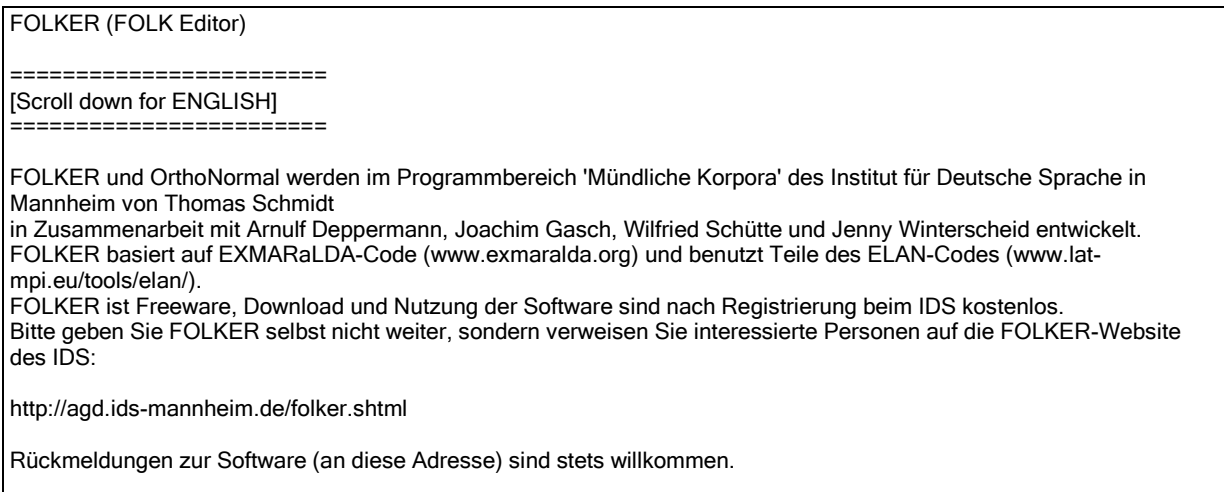 FOLKER (FOLK Editor)
========================
[Scroll down for ENGLISH]
========================
FOLKER und OrthoNormal werden im Programmbereich 'Mündliche Korpora' des Institut für Deutsche Sprache in
Mannheim von Thomas Schmidt
in Zusammenarbeit mit Arnulf Deppermann, Joachim Gasch, Wilfried Schütte und Jenny Winterscheid entwickelt.
FOLKER basiert auf EXMARaLDA-Code (www.exmaralda.org) und benutzt Teile des ELAN-Codes (www.lat-
mpi.eu/tools/elan/).
FOLKER ist Freeware, Download und Nutzung der Software sind nach Registrierung beim IDS kostenlos.
Bitte geben Sie FOLKER selbst nicht weiter, sondern verweisen Sie interessierte Personen auf die FOLKER-Website
des IDS:
http://agd.ids-mannheim.de/folker.shtml
Rückmeldungen zur Software (an diese Adresse) sind stets willkommen.